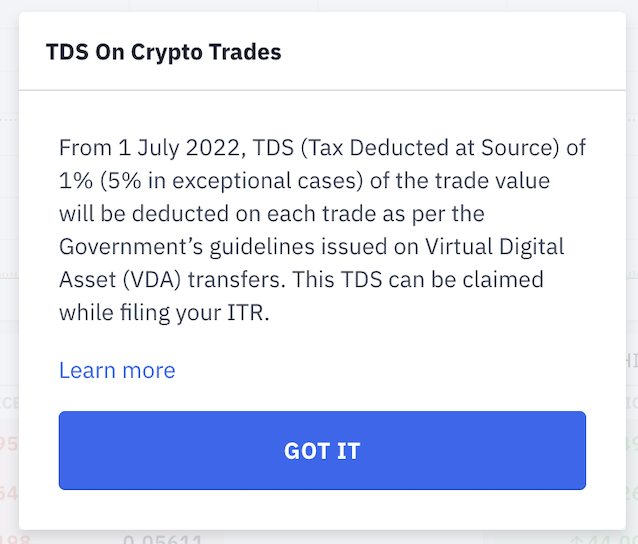 TDS On Crypto Trades
From 1 July 2022, TDS (Tax Deducted at Source) of
1% (5% in exceptional cases) of the trade value
will be deducted on each trade as per the
Government’s guidelines issued on Virtual Digital
Asset (VDA) transfers. This TDS can be claimed
while filing your ITR.
Learn more
GOT IT
0.05611